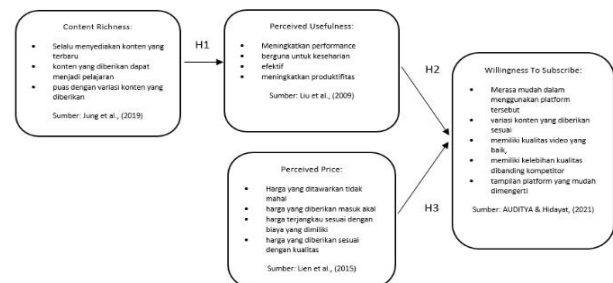 Content Richness:
Selalu menyediakan konten yang
terbaru
konten yang diberikan dapat
menjadi pelajaran
puas dengan variasi konten yang
diberikan
Sumber: Jung et al., (2019)
H1
Perceived Usefulness:
Meningkatkan performance
berguna untuk keseharian
efektif
meningkatkan produktifitas
Sumber: Liu et al., (2009)
H2
Willingness To Subscribe:
Merasa mudah dalam
menggunakan platform
tersebut
variasi konten yang diberikan
sesuai
memiliki kualitas video yang
baik,
memiliki kelebihan kualitas
dibanding kompetitor
tampilan platform yang mudah
dimengerti
Sumber: AUDITYA & Hidayat, (2021)
Perceived Price:
Harga yang ditawarkan tidak
mahal
harga yang diberikan masuk akal
harga terjangkau sesuai dengan
biaya yang dimiliki
harga yang diberikan sesuai
dengan kualitas
Sumber: Lien et al., (2015)
H3